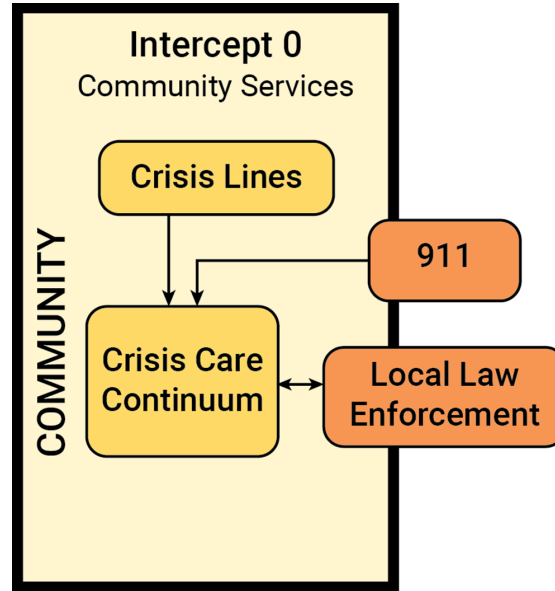 Intercept 0
Community Services
Crisis Lines
911
COMMUNITY
Crisis Care
Continuum
Local Law
Enforcement